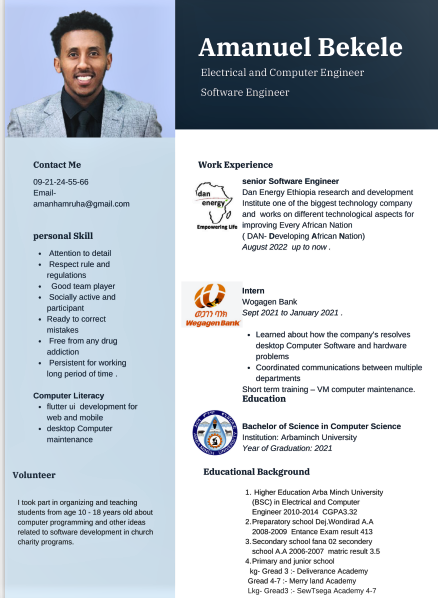 Amanuel Bekele
Electrical and Computer Engineer
Software Engineer
Contact Me
09-21-24-55-66
Email-
amanhamruha@gmail.com
personal Skill
• Attention to detail
• Respect rule and
regulations
• Good team player
• Socially active and
participant
• Ready to correct
mistakes
• Free from any drug
addiction
• Persistent for working
long period of time .
Computer Literacy
• flutter ui development for
web and mobile
• desktop Computer
maintenance
Volunteer
I took part in organizing and teaching
students from age 10 - 18 years old about
computer programming and other ideas
related to software development in church
charity programs.
Work Experience
dan
energy
Empowering Life
senior Software Engineer
Dan Energy Ethiopia research and development
Institute one of the biggest technology company
and works on different technological aspects for
improving Every African Nation
( DAN- Developing African Nation)
August 2022 up to now .
ወጋገን ባንክ
Wegagen Bank
Intern
Wogagen Bank
Sept 2021 to January 2021 .
• Learned about how the company's resolves
desktop Computer Software and hardware
problems
• Coordinated communications between multiple
departments
Short term training – VM computer maintenance.
Education
Bachelor of Science in Computer Science
Institution: Arbaminch University
Year of Graduation: 2021
Educational Background
1. Higher Education Arba Minch University
(BSC) in Electrical and Computer
Engineer 2010-2014 CGPA3.32
2.Preparatory school Dej.Wondirad A.A
2008-2009 Entance Exam result 413
3.Secondary school fana 02 secondery
school A.A 2006-2007 matric result 3.5
4.Primary and junior school
kg- Gread 3 :- Deliverance Academy
Gread 4-7 :- Merry land Academy
Lkg- Gread3 :- SewTsega Academy 4-7